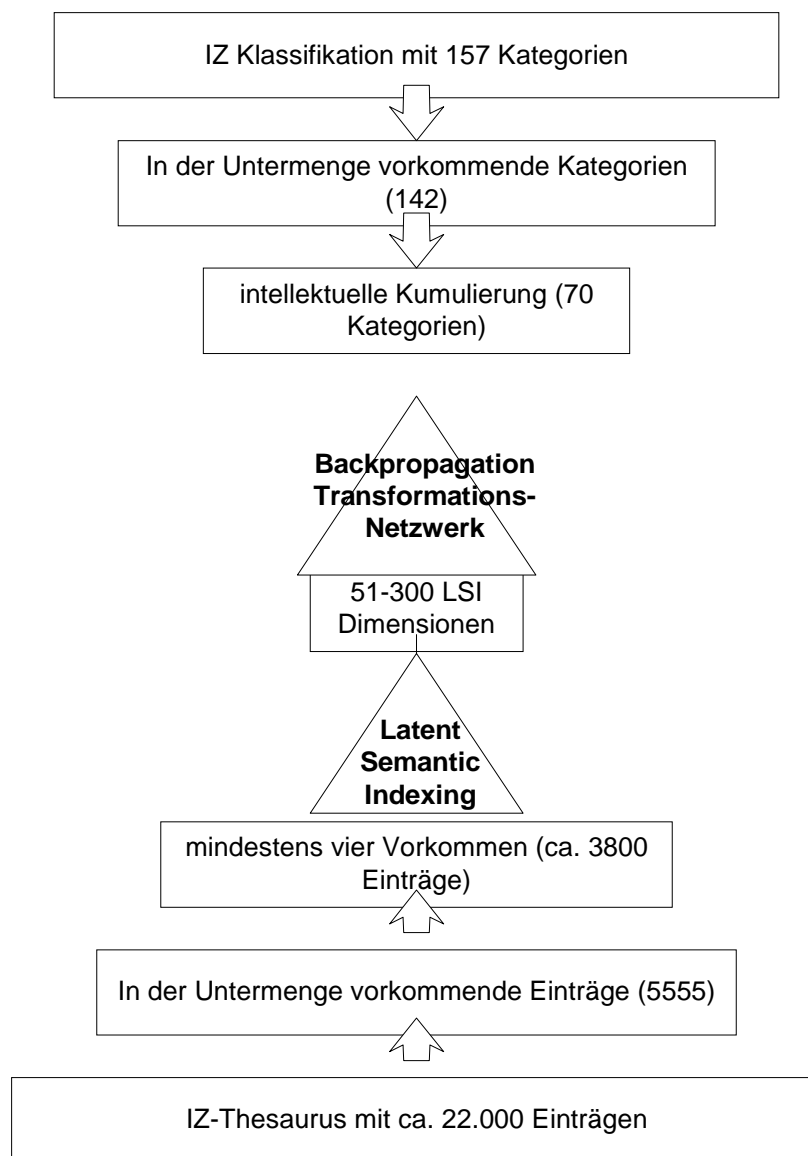 IZ Klassifikation mit 157 Kategorien
In der Untermenge vorkommende Kategorien
(142)
intellektuelle Kumulierung (70
Kategorien)
Backpropagation
Transformations-
Netzwerk
51-300 LSI
Dimensionen
Latent
Semantic
Indexing
mindestens vier Vorkommen (ca. 3800
Einträge)
In der Untermenge vorkommende Einträge (5555)
IZ-Thesaurus mit ca. 22.000 Einträgen